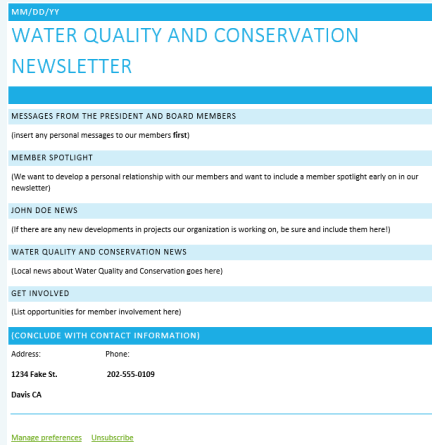 MM/DD/YY
WATER QUALITY AND CONSERVATION
NEWSLETTER
MESSAGES FROM THE PRESIDENT AND BOARD MEMBERS
(insert any personal messages to our members first)
MEMBER SPOTLIGHT
(We want to develop a personal relationship with our members and want to include a member spotlight early on in our
newsletter)
JOHN DOE NEWS
(If there are any new developments in projects our organization is working on, be sure and include them here!)
WATER QUALITY AND CONSERVATION NEWS
(Local news about Water Quality and Conservation goes here)
GET INVOLVED
(List opportunities for member involvement here)
(CONCLUDE WITH CONTACT INFORMATION)
Address: Phone:
1234 Fake St. 202-555-0109
Davis CA
Manage preferences Unsubscribe